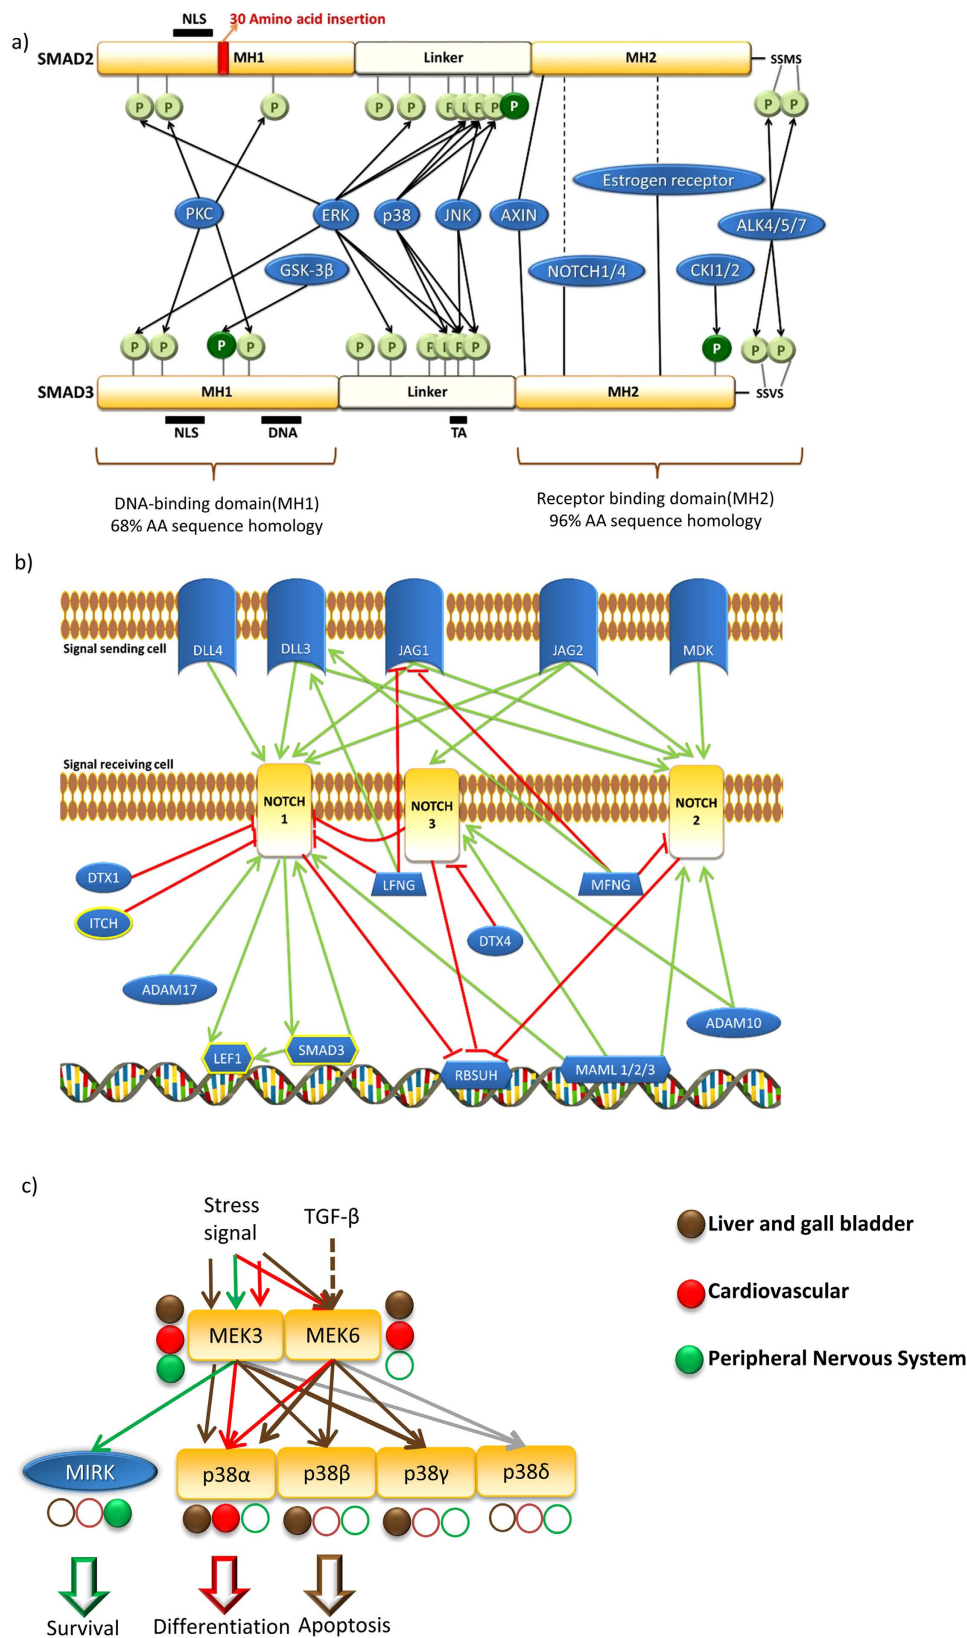 a)
NLS
30 Amino acid insertion
SMAD2
MH1
Linker
MH2
SSMS
P P P P P P P P P P P P
PKC
ERK
p38
JNK
AXIN
Estrogen receptor
ALK4/5/7
GSK-3β
NOTCH1/4
CKI1/2
P P P P P P P P P P P P P
SMAD3
MH1
Linker
MH2
SSVS
NLS
DNA
TA
DNA-binding domain(MH1)
68% AA sequence homology
Receptor binding domain(MH2)
96% AA sequence homology
b)
DLL4
DLL3
JAG1
JAG2
MDK
Signal sending cell
Signal receiving cell
NOTCH
1
NOTCH
3
NOTCH
2
DTX1
LFNG
MFNG
ITCH
DTX4
ADAM17
ADAM10
LEF1
SMAD3
RBSUH
MAML 1/2/3
c)
Stress
signal
TGF-β
Liver and gall bladder
Cardiovascular
Peripheral Nervous System
MEK3
MEK6
MIRK
p38α
p38β
p38γ
p38δ
Survival
Differentiation
Apoptosis